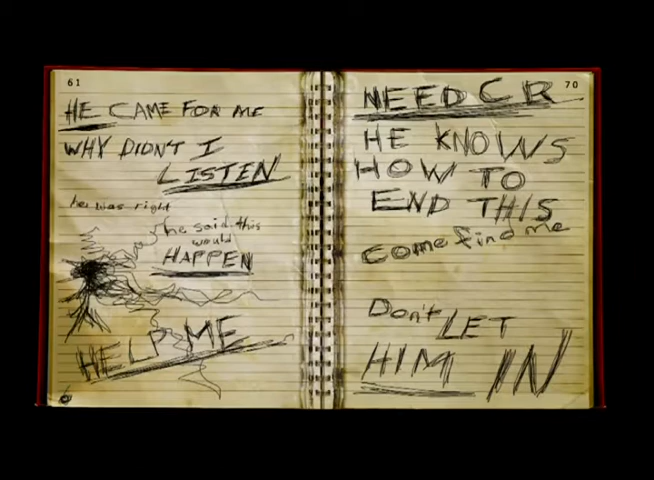 61
HE CAME FOR ME
WHY DIDN'T I
LISTEN
he was right
he said this
would
HAPPEN
HELP ME
70
NEED CR
HE KNOWS
HOW TO
END THIS
come find me
Don't LET
HIM IN